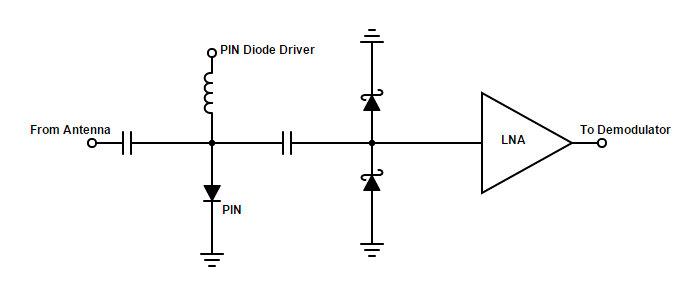 PIN Diode Driver
From Antenna
To Demodulator
LNA
PIN